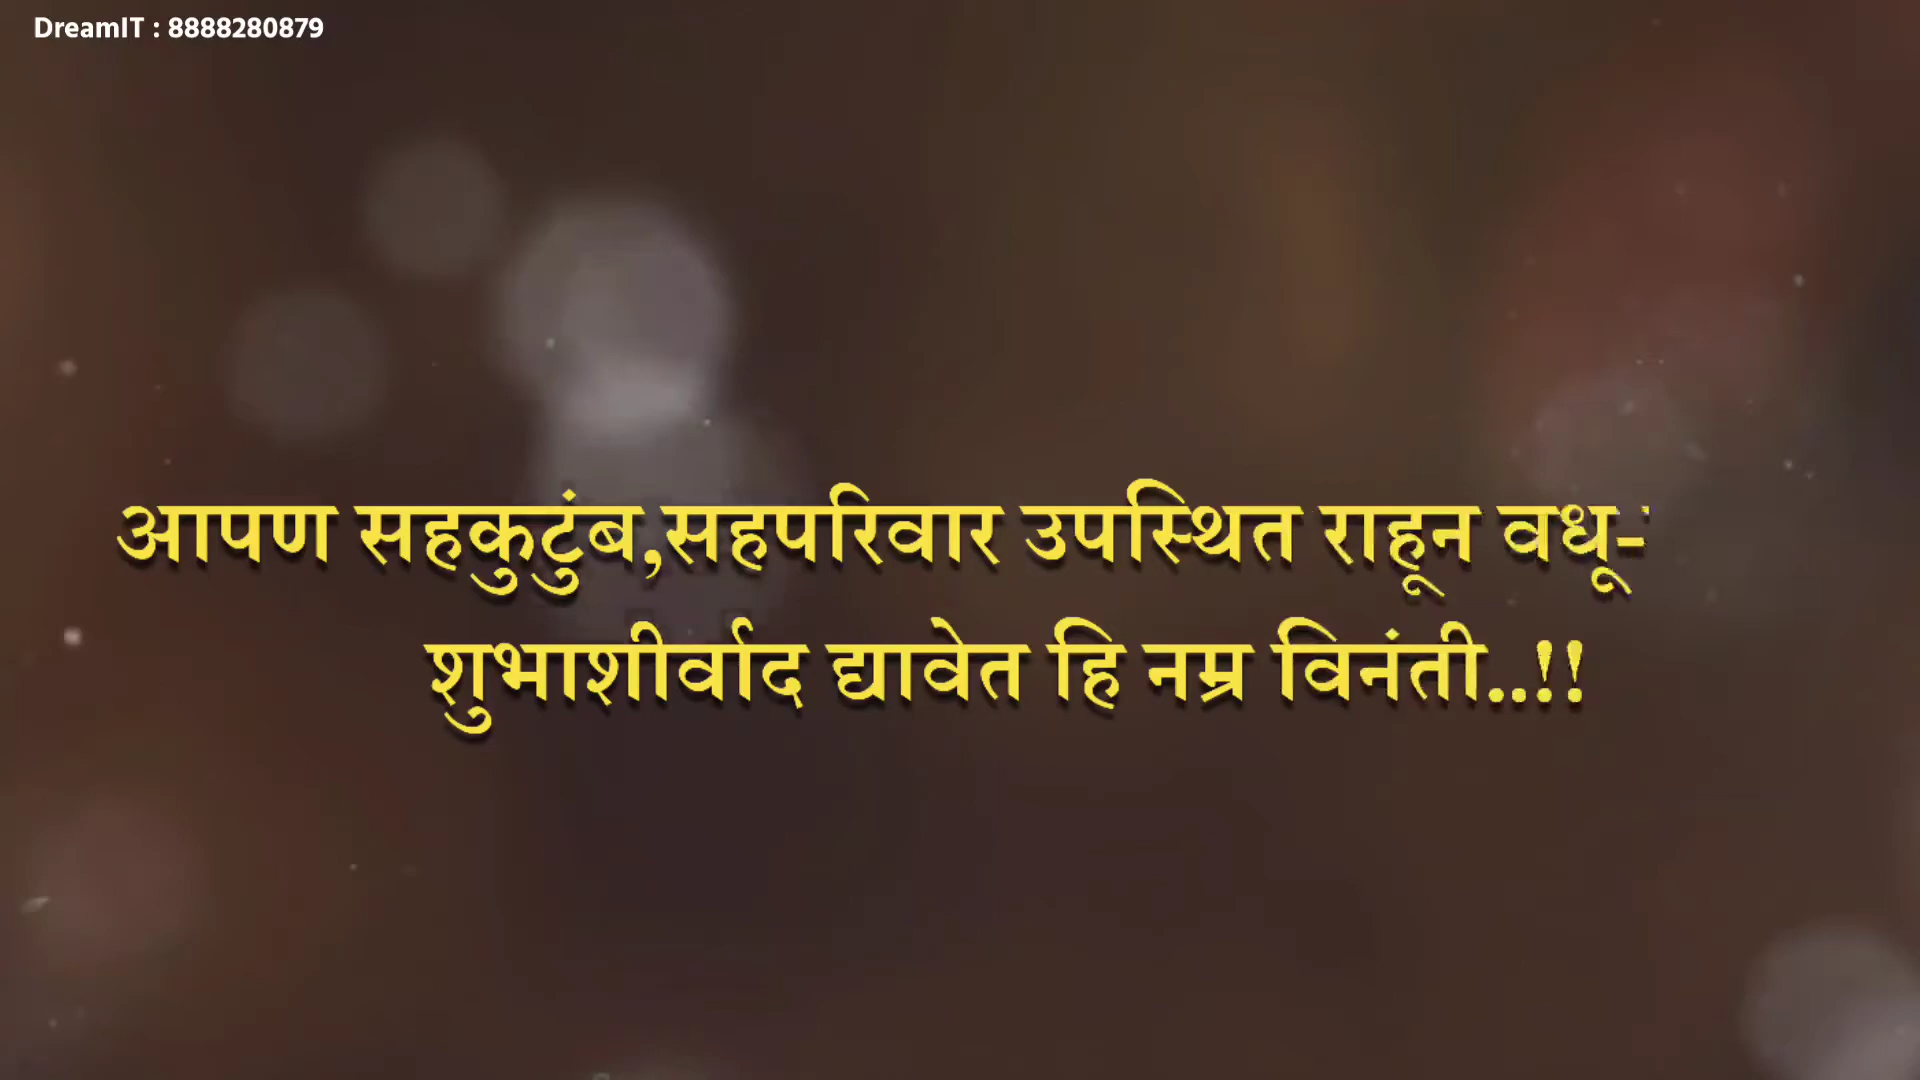 DreamIT : 8888280879
आपण सहकुटुंब,सहपरिवार उपस्थित राहून वधू-
शुभाशीर्वाद द्यावेत हि नम्र विनंती..!!